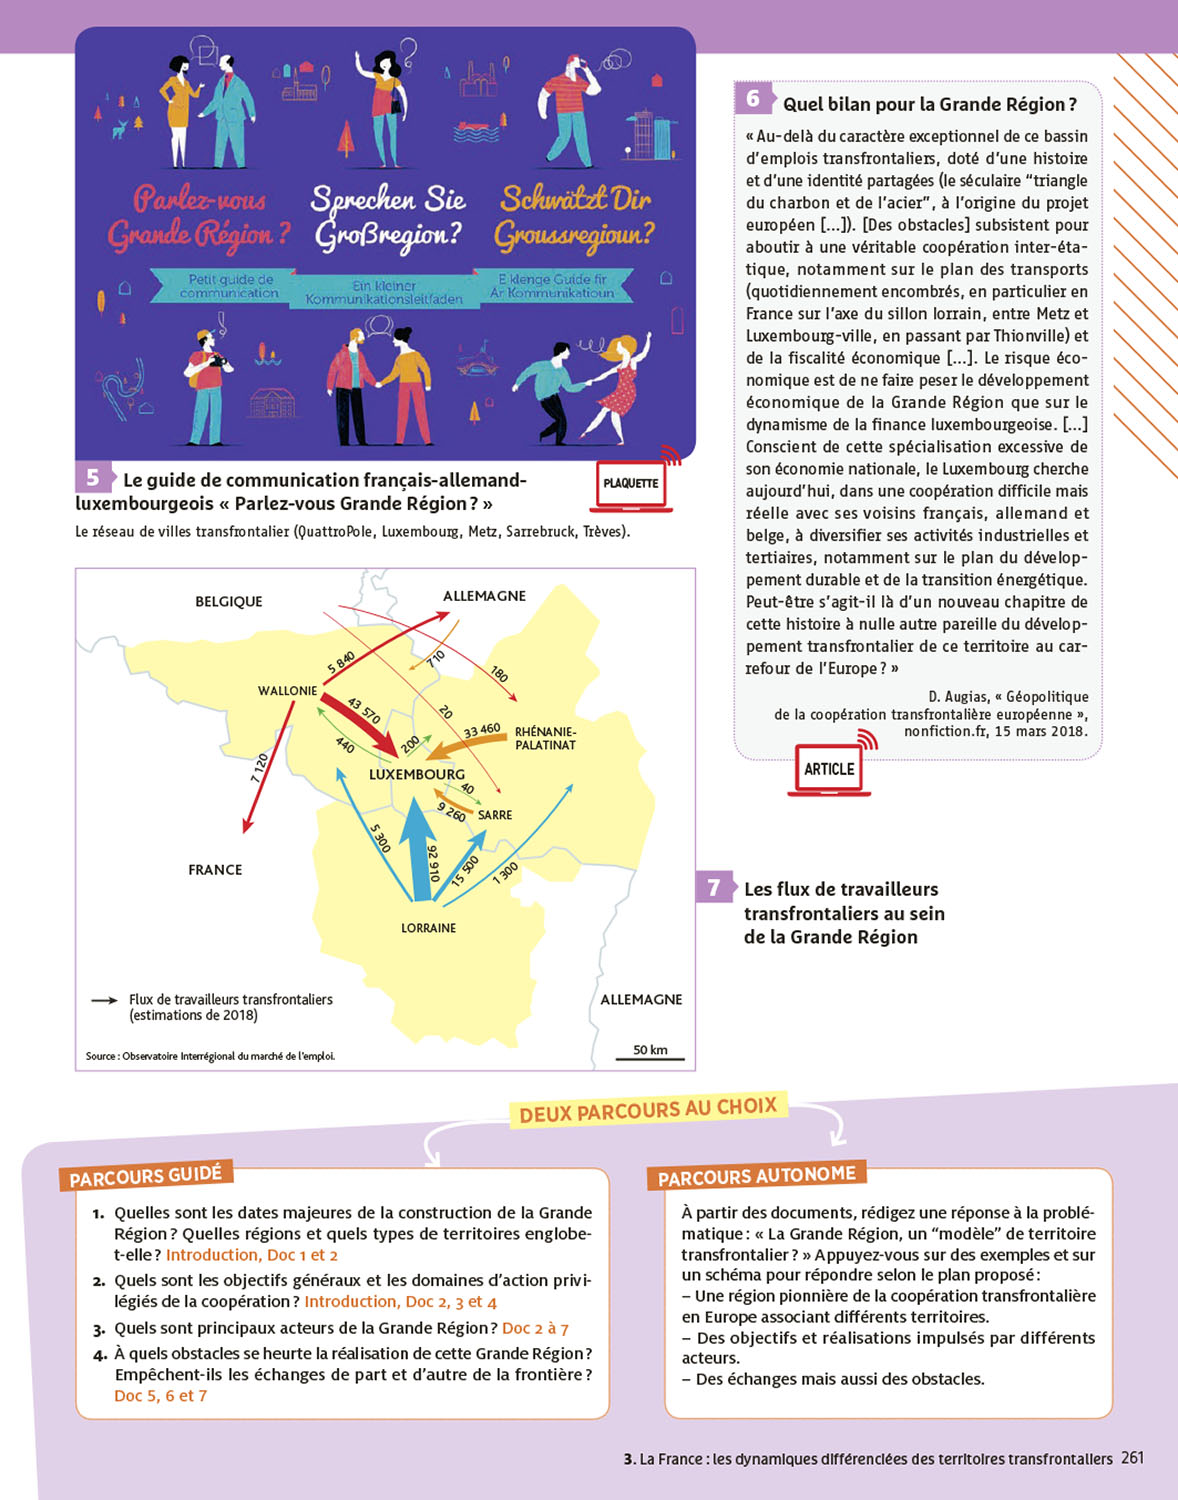 Parlez-vous
Grande Région ?
Sprechen Sie
Großregion?
Schwätzt Dir
Groussregioun?
Petit guide de
communication
Ein kleiner
Kommunikationsleitfaden
E klenge Guide fir
Är Kommunikatioun
5 Le guide de communication français-allemand-
luxembourgeois « Parlez-vous Grande Région ? »
PLAQUETTE
Le réseau de villes transfrontalier (QuattroPole, Luxembourg, Metz, Sarrebruck, Trèves).
6 Quel bilan pour la Grande Région ?
« Au-delà du caractère exceptionnel de ce bassin
d'emplois transfrontaliers, doté d'une histoire
et d'une identité partagées (le séculaire “triangle
du charbon et de l'acier”, à l'origine du projet
européen [...]). [Des obstacles] subsistent pour
aboutir à une véritable coopération inter-éta-
tique, notamment sur le plan des transports
(quotidiennement encombrés, en particulier en
France sur l'axe du sillon lorrain, entre Metz et
Luxembourg-ville, en passant par Thionville) et
de la fiscalité économique [...]. Le risque éco-
nomique est de ne faire peser le développement
économique de la Grande Région que sur le
dynamisme de la finance luxembourgeoise. [...]
Conscient de cette spécialisation excessive de
son économie nationale, le Luxembourg cherche
aujourd'hui, dans une coopération difficile mais
réelle avec ses voisins français, allemand et
belge, à diversifier ses activités industrielles et
tertiaires, notamment sur le plan du dévelop-
pement durable et de la transition énergétique.
Peut-être s'agit-il là d'un nouveau chapitre de
cette histoire à nulle autre pareille du dévelop-
pement transfrontalier de ce territoire au car-
refour de l'Europe ? »
D. Augias, « Géopolitique
de la coopération transfrontalière européenne »,
nonfiction.fr, 15 mars 2018.
ARTICLE
BELGIQUE
ALLEMAGNE
5 840
710
180
WALLONIE
43 570
20
33 460
RHÉNANIE-
PALATINAT
440
200
7 120
LUXEMBOURG
40
9 260
SARRE
5 300
92 910
15 500
1 300
FRANCE
LORRAINE
ALLEMAGNE
Flux de travailleurs transfrontaliers
(estimations de 2018)
Source : Observatoire Interrégional du marché de l'emploi.
50 km
7 Les flux de travailleurs
transfrontaliers au sein
de la Grande Région
DEUX PARCOURS AU CHOIX
PARCOURS GUIDÉ
1. Quelles sont les dates majeures de la construction de la Grande
Région ? Quelles régions et quels types de territoires englobe-
t-elle ? Introduction, Doc 1 et 2
2. Quels sont les objectifs généraux et les domaines d'action privi-
légiés de la coopération ? Introduction, Doc 2, 3 et 4
3. Quels sont principaux acteurs de la Grande Région ? Doc 2 à 7
4. À quels obstacles se heurte la réalisation de cette Grande Région ?
Empêchent-ils les échanges de part et d'autre de la frontière ?
Doc 5, 6 et 7
PARCOURS AUTONOME
À partir des documents, rédigez une réponse à la problé-
matique : « La Grande Région, un “modèle” de territoire
transfrontalier ? » Appuyez-vous sur des exemples et sur
un schéma pour répondre selon le plan proposé :
– Une région pionnière de la coopération transfrontalière
en Europe associant différents territoires.
– Des objectifs et réalisations impulsés par différents
acteurs.
– Des échanges mais aussi des obstacles.
3. La France : les dynamiques différenciées des territoires transfrontaliers 261